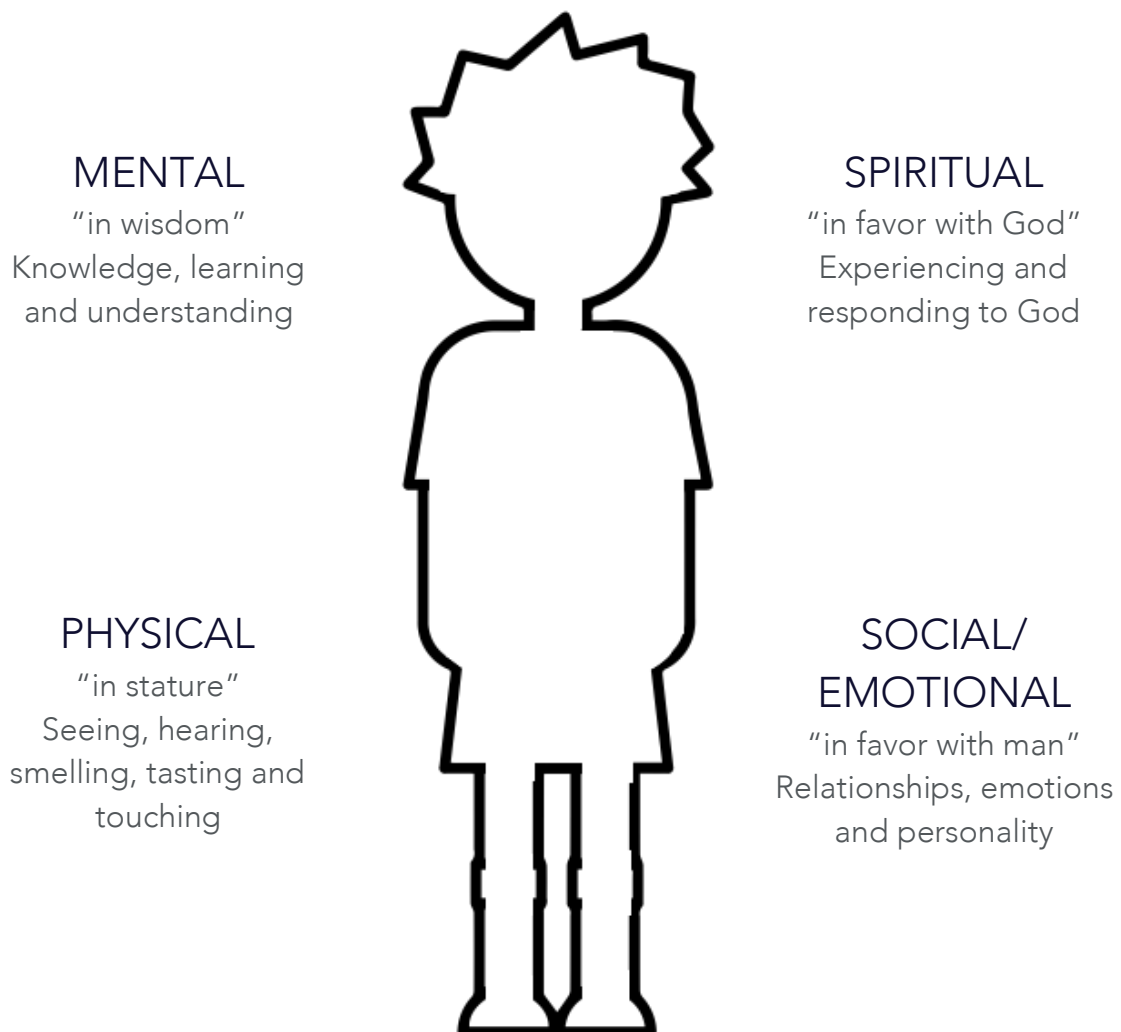 MENTAL
“in wisdom”
Knowledge, learning
and understanding
SPIRITUAL
“in favor with God”
Experiencing and
responding to God
PHYSICAL
“in stature”
Seeing, hearing,
smelling, tasting and
touching
SOCIAL/
EMOTIONAL
“in favor with man”
Relationships, emotions
and personality